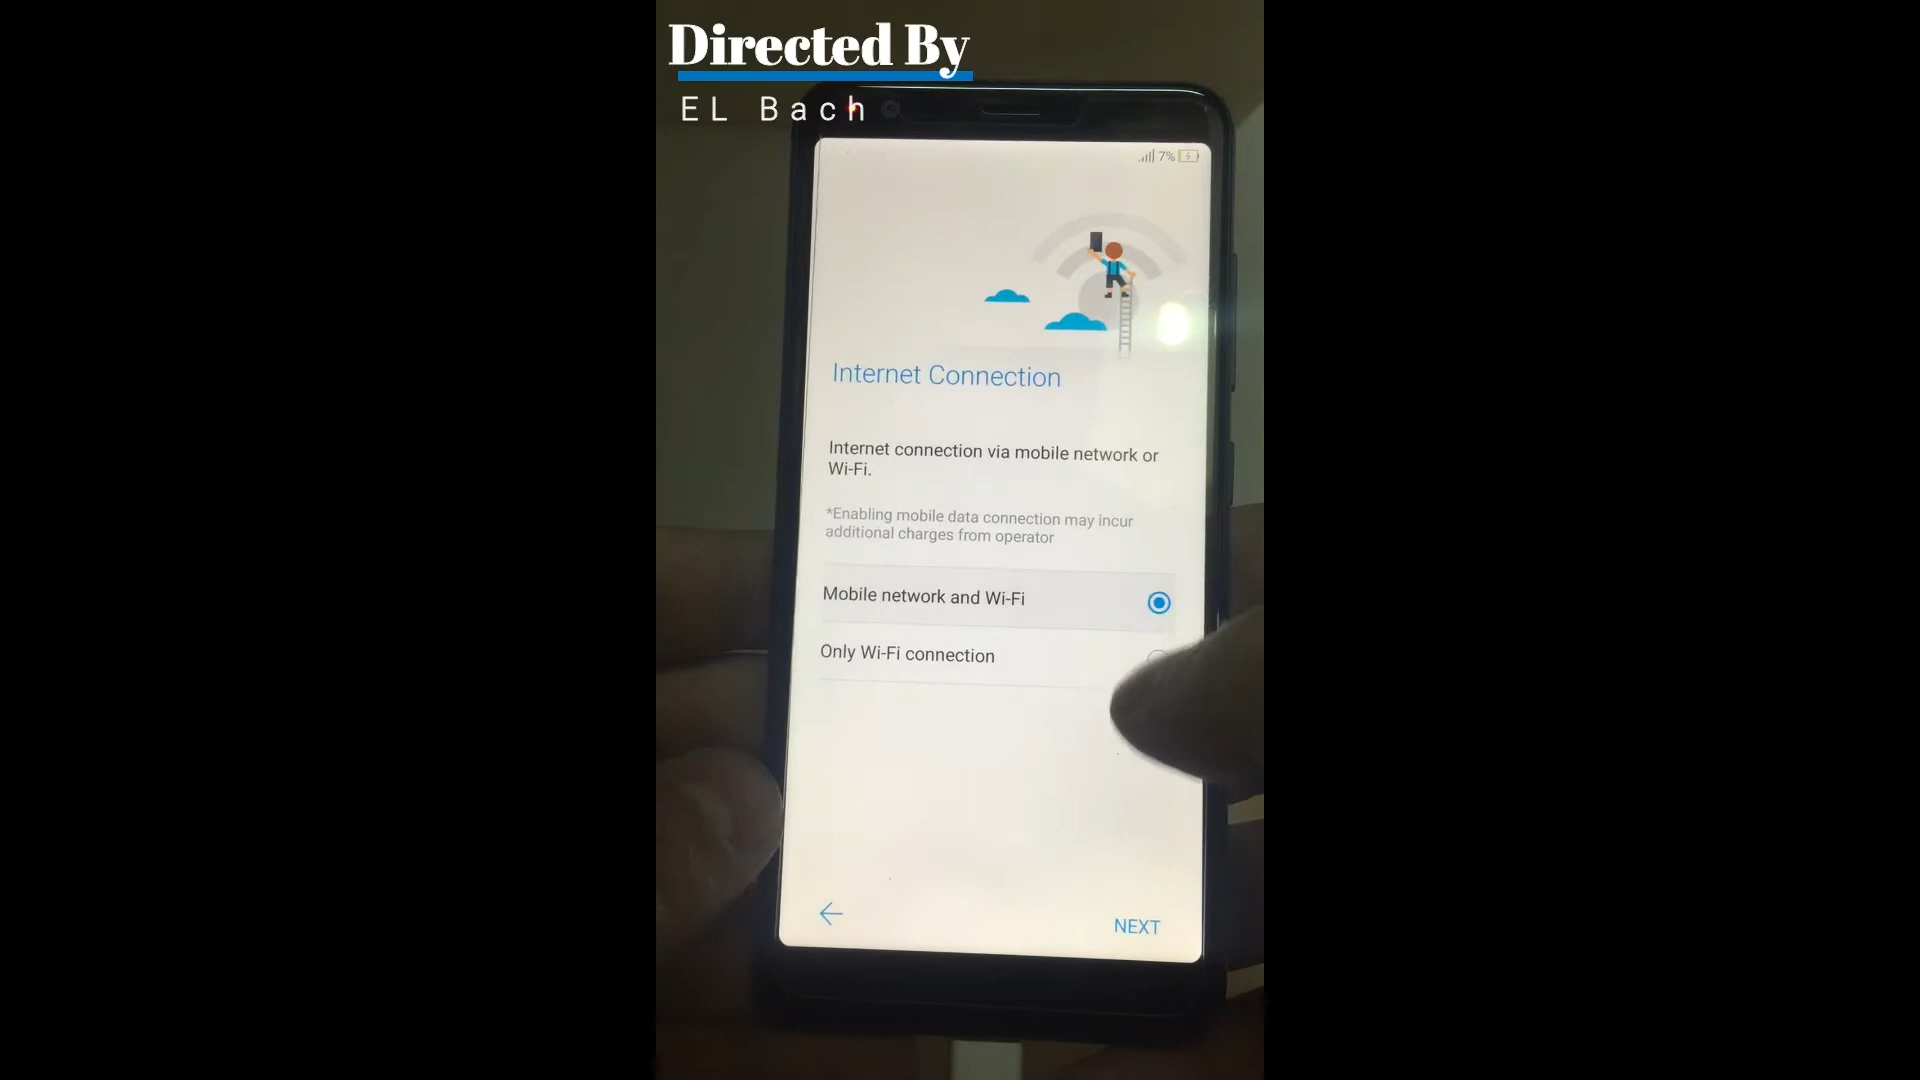 Directed By
EL Bach
7%
Internet Connection
Internet connection via mobile network or
Wi-Fi.
*Enabling mobile data connection may incur
additional charges from operator
Mobile network and Wi-Fi
Only Wi-Fi connection
NEXT